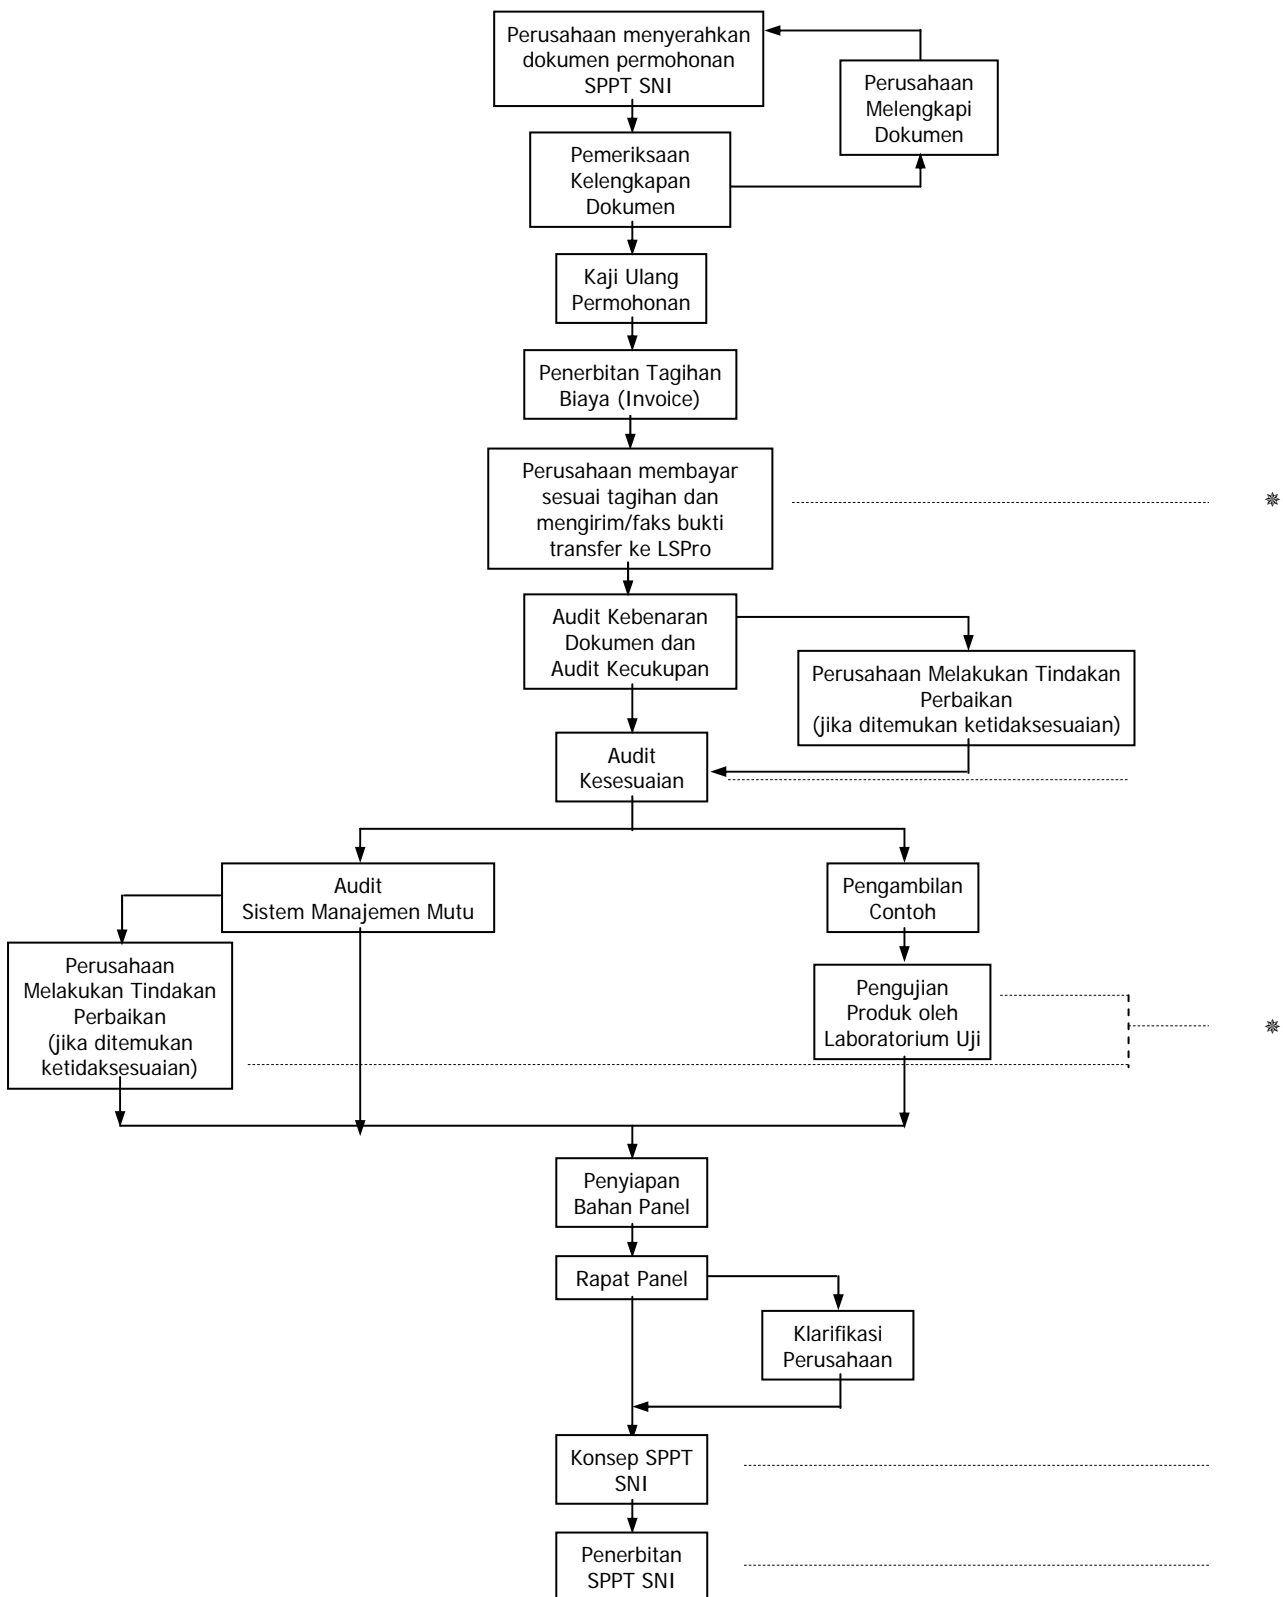 Perusahaan menyerahkan
dokumen permohonan
SPPT SNI
Perusahaan
Melengkapi
Dokumen
Pemeriksaan
Kelengkapan
Dokumen
Kaji Ulang
Permohonan
Penerbitan Tagihan
Biaya (Invoice)
Perusahaan membayar
sesuai tagihan dan
mengirim/faks bukti
transfer ke LSPro
Audit Kebenaran
Dokumen dan
Audit Kecukupan
Perusahaan Melakukan Tindakan
Perbaikan
(jika ditemukan ketidaksesuaian)
Audit
Kesesuaian
Audit
Sistem Manajemen Mutu
Pengambilan
Contoh
Perusahaan
Melakukan Tindakan
Perbaikan
(jika ditemukan
ketidaksesuaian)
Pengujian
Produk oleh
Laboratorium Uji
Penyiapan
Bahan Panel
Rapat Panel
Klarifikasi
Perusahaan
Konsep SPPT
SNI
Penerbitan
SPPT SNI